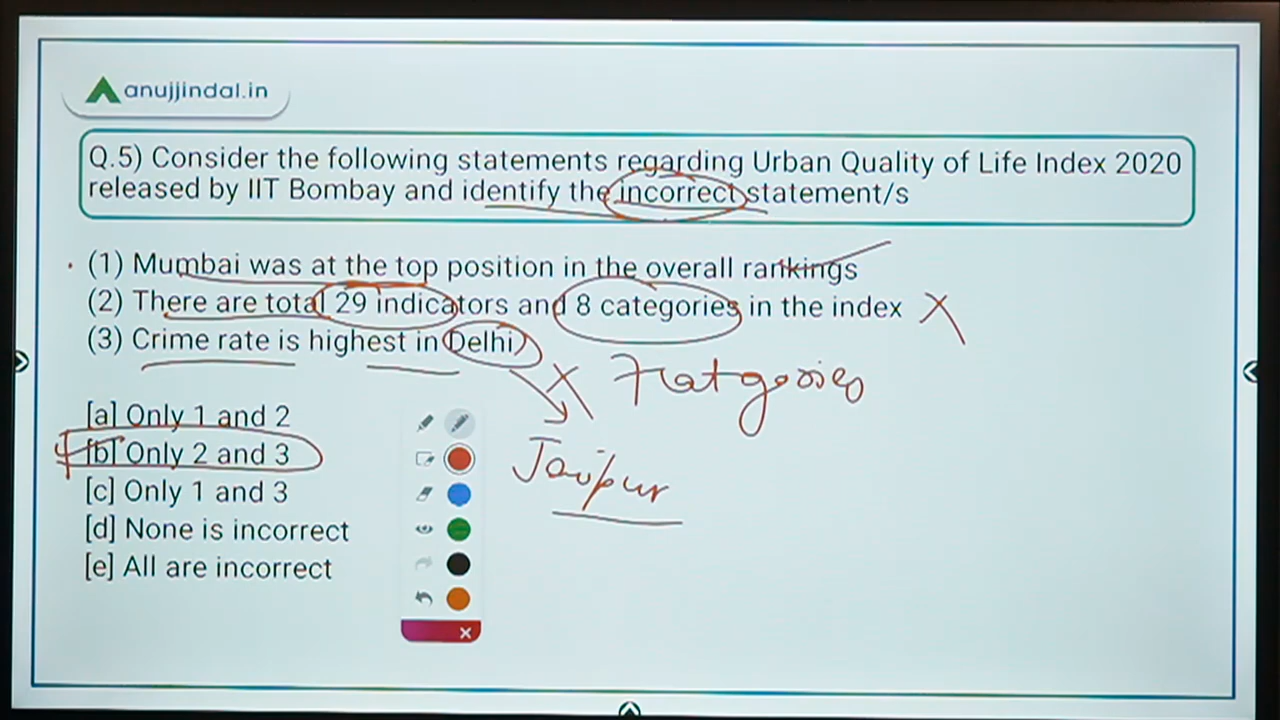 anujjindal.in
Q.5) Consider the following statements regarding Urban Quality of Life Index 2020
released by IIT Bombay and identify the incorrect statement/s
(1) Mumbai was at the top position in the overall rankings
(2) There are total 29 indicators and 8 categories in the index X
(3) Crime rate is highest in Delhi X
7 categories
[a] Only 1 and 2
[b] Only 2 and 3
Jaipur
[c] Only 1 and 3
[d] None is incorrect
[e] All are incorrect